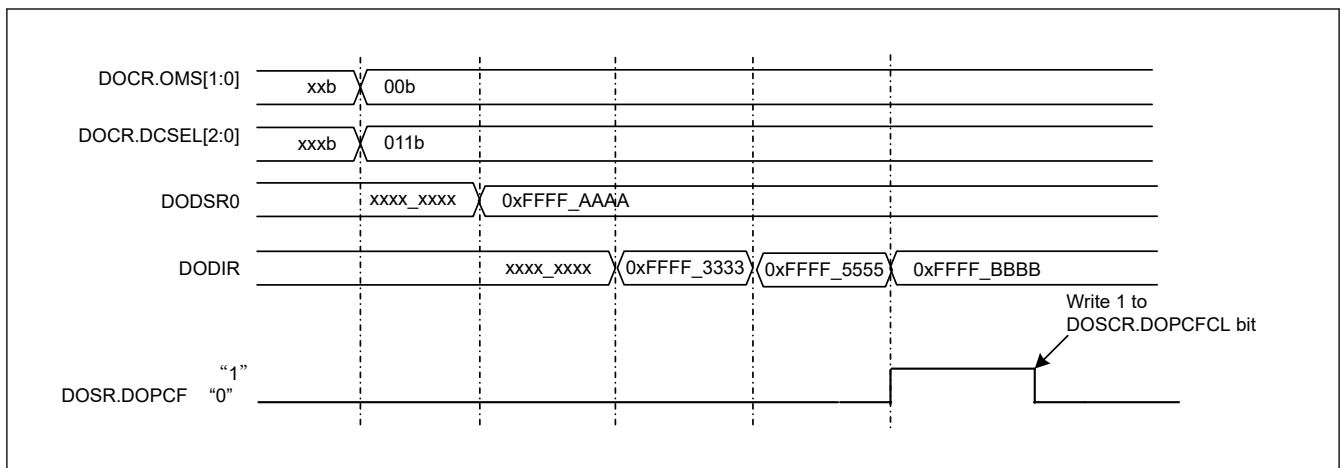 DOCR.OMS[1:0] xxb 00b
DOCR.DCSEL[2:0] xxxb 011b
DODSR0 xxxx_xxxx 0xFFFF_AAAA
DODIR xxxx_xxxx 0xFFFF_3333 0xFFFF_5555 0xFFFF_BBBB
Write 1 to
DOSCR.DOPCFCL bit
“1”
DOSR.DOPCF “0”